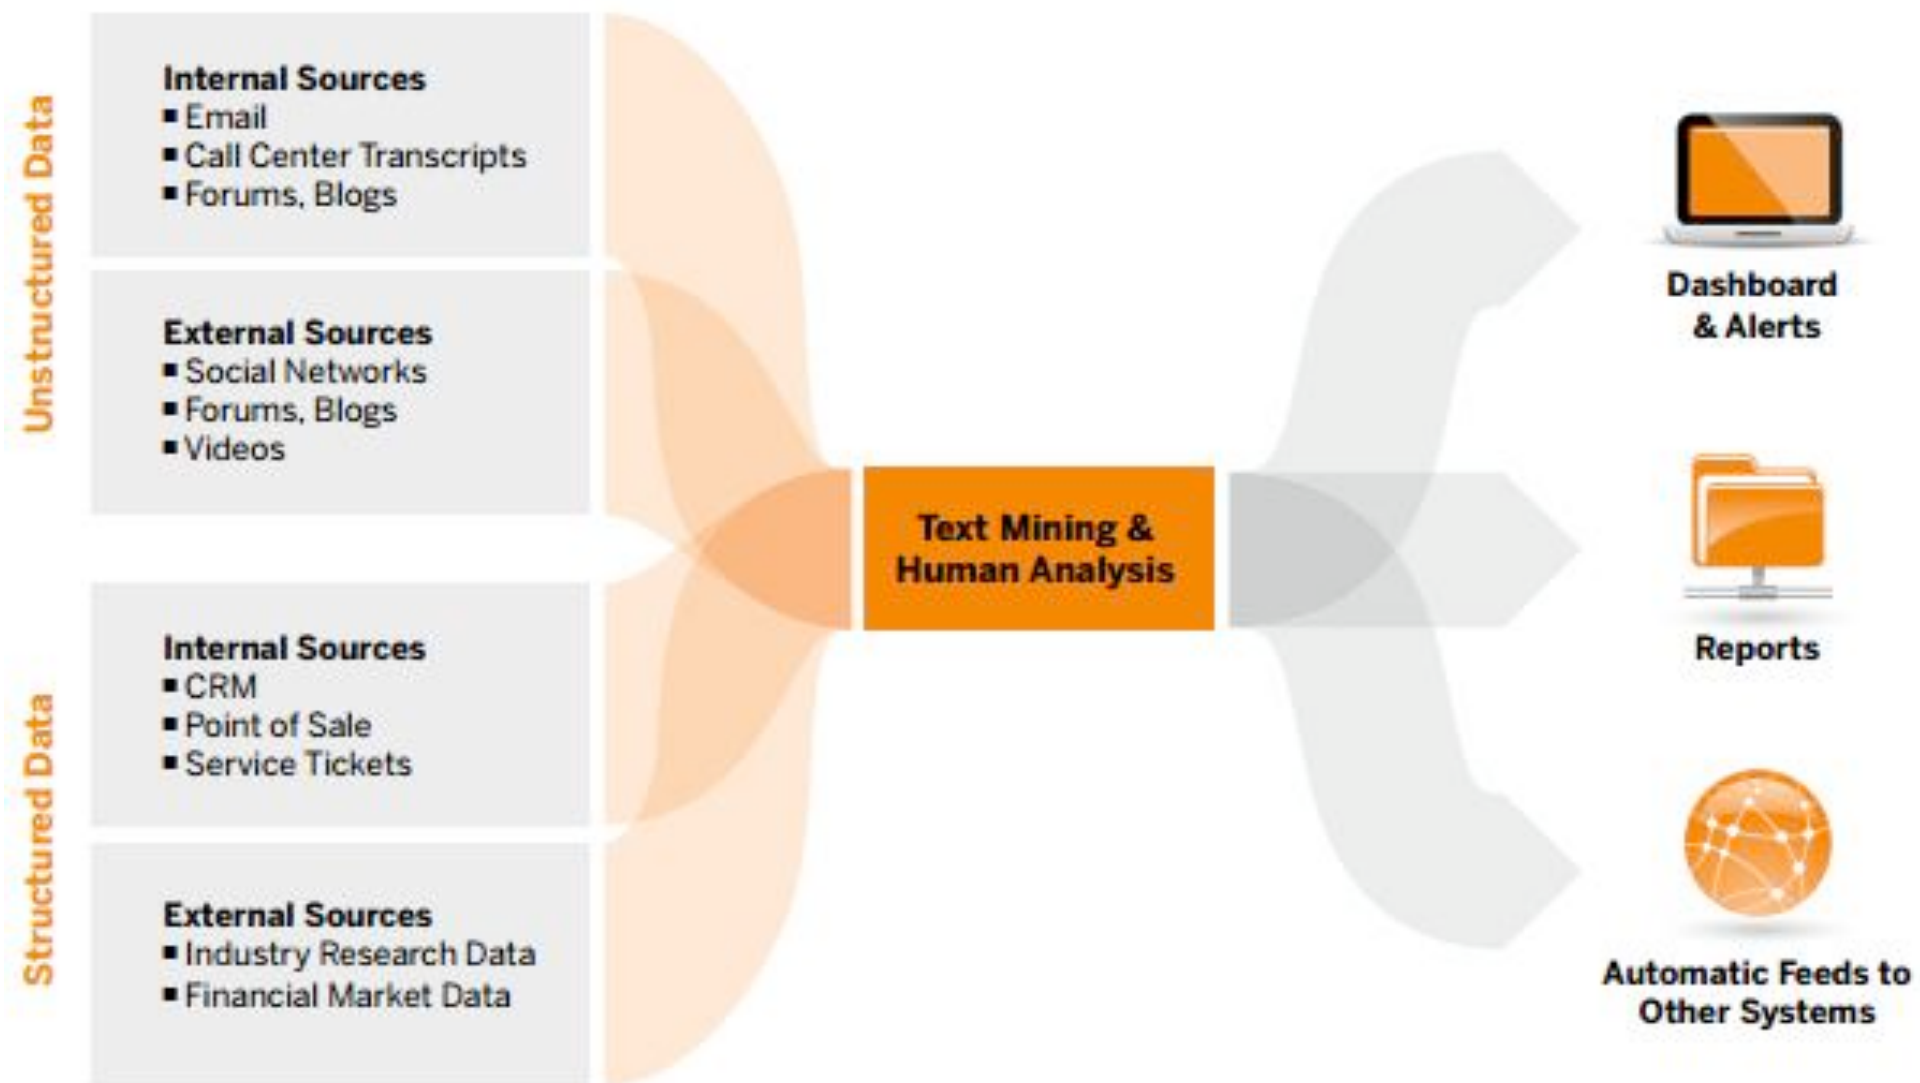 Unstructured Data
Internal Sources
▪ Email
▪ Call Center Transcripts
▪ Forums, Blogs
External Sources
▪ Social Networks
▪ Forums, Blogs
▪ Videos
Structured Data
Internal Sources
▪ CRM
▪ Point of Sale
▪ Service Tickets
External Sources
▪ Industry Research Data
▪ Financial Market Data
Text Mining &
Human Analysis
Dashboard
& Alerts
Reports
Automatic Feeds to
Other Systems